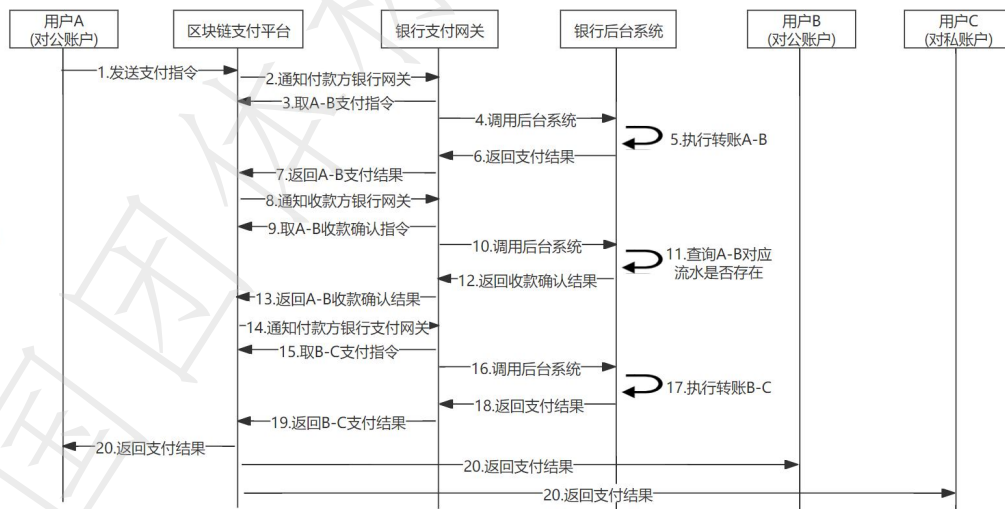 用户A
(对公账户)
区块链支付平台
银行支付网关
银行后台系统
用户B
(对公账户)
用户C
(对私账户)
1.发送支付指令
2.通知付款方银行网关
3.取A-B支付指令
4.调用后台系统
5.执行转账A-B
6.返回支付结果
7.返回A-B支付结果
8.通知收款方银行网关
9.取A-B收款确认指令
10.调用后台系统
11.查询A-B对应
流水是否存在
12.返回收款确认结果
13.返回A-B收款确认结果
14.通知付款方银行支付网关
15.取B-C支付指令
16.调用后台系统
17.执行转账B-C
18.返回支付结果
19.返回B-C支付结果
20.返回支付结果
20.返回支付结果
20.返回支付结果
国团体标